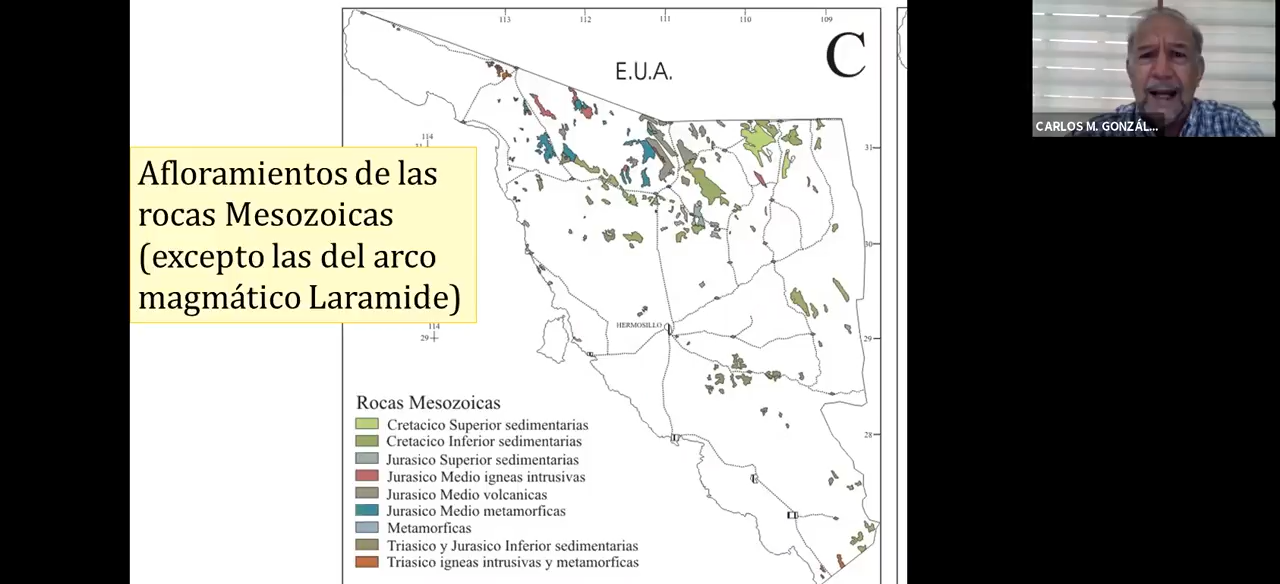 113 112 111 110 109
C
E.U.A.
CARLOS M. GONZÁL...
114
31
Afloramientos de las
rocas Mesozoicas
(excepto las del arco
magmático Laramide)
30
HERMOSILLO
114
29
29
Rocas Mesozoicas
Cretacico Superior sedimentarias
Cretacico Inferior sedimentarias
Jurasico Superior sedimentarias
Jurasico Medio igneas intrusivas
Jurasico Medio volcanicas
Jurasico Medio metamorficas
Metamorficas
Triasico y Jurasico Inferior sedimentarias
Triasico igneas intrusivas y metamorficas
28
27